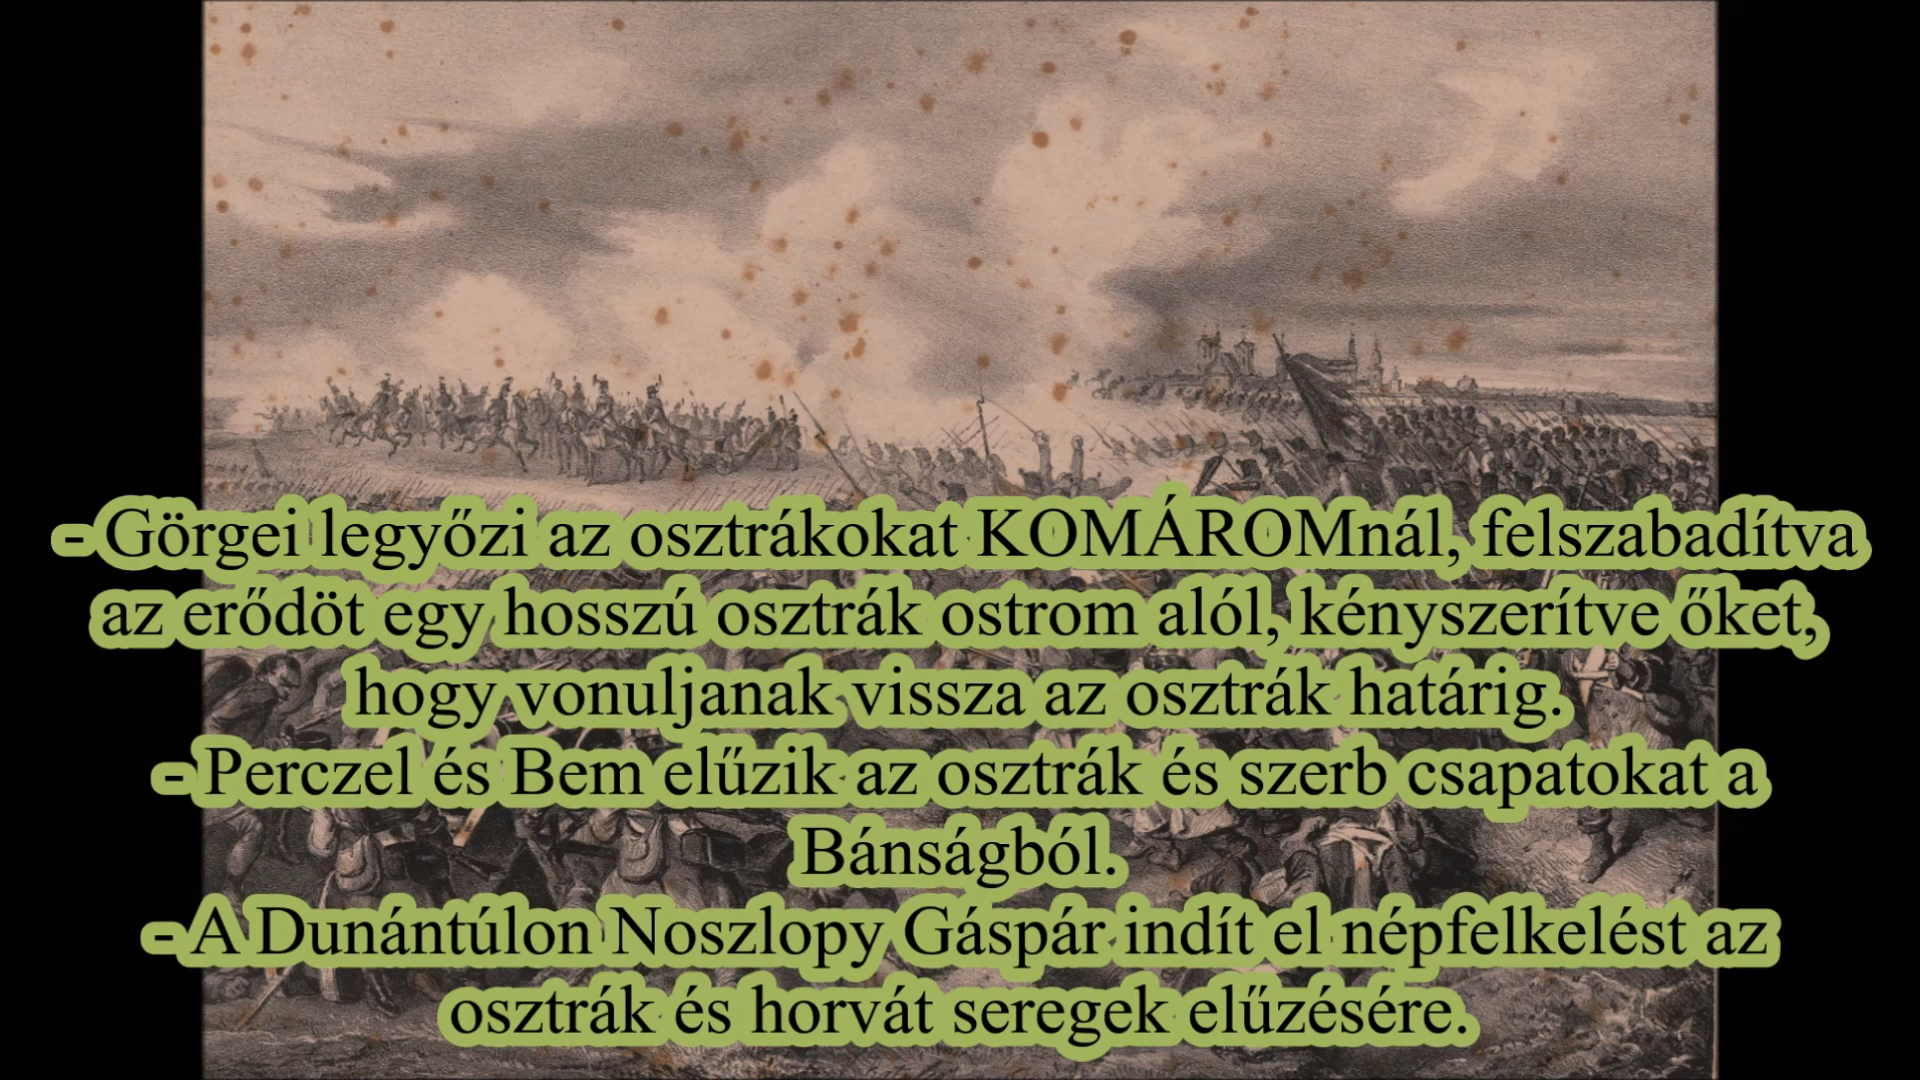 - Görgei legyőzi az osztrákokat KOMÁROMnál, felszabadítva
az erődöt egy hosszú osztrák ostrom alól, kényszerítve őket,
hogy vonuljanak vissza az osztrák határig.
- Perczel és Bem elűzik az osztrák és szerb csapatokat a
Bánságból.
- A Dunántúlon Noszlopy Gáspár indít el népfelkelést az
osztrák és horvát seregek elűzésére.